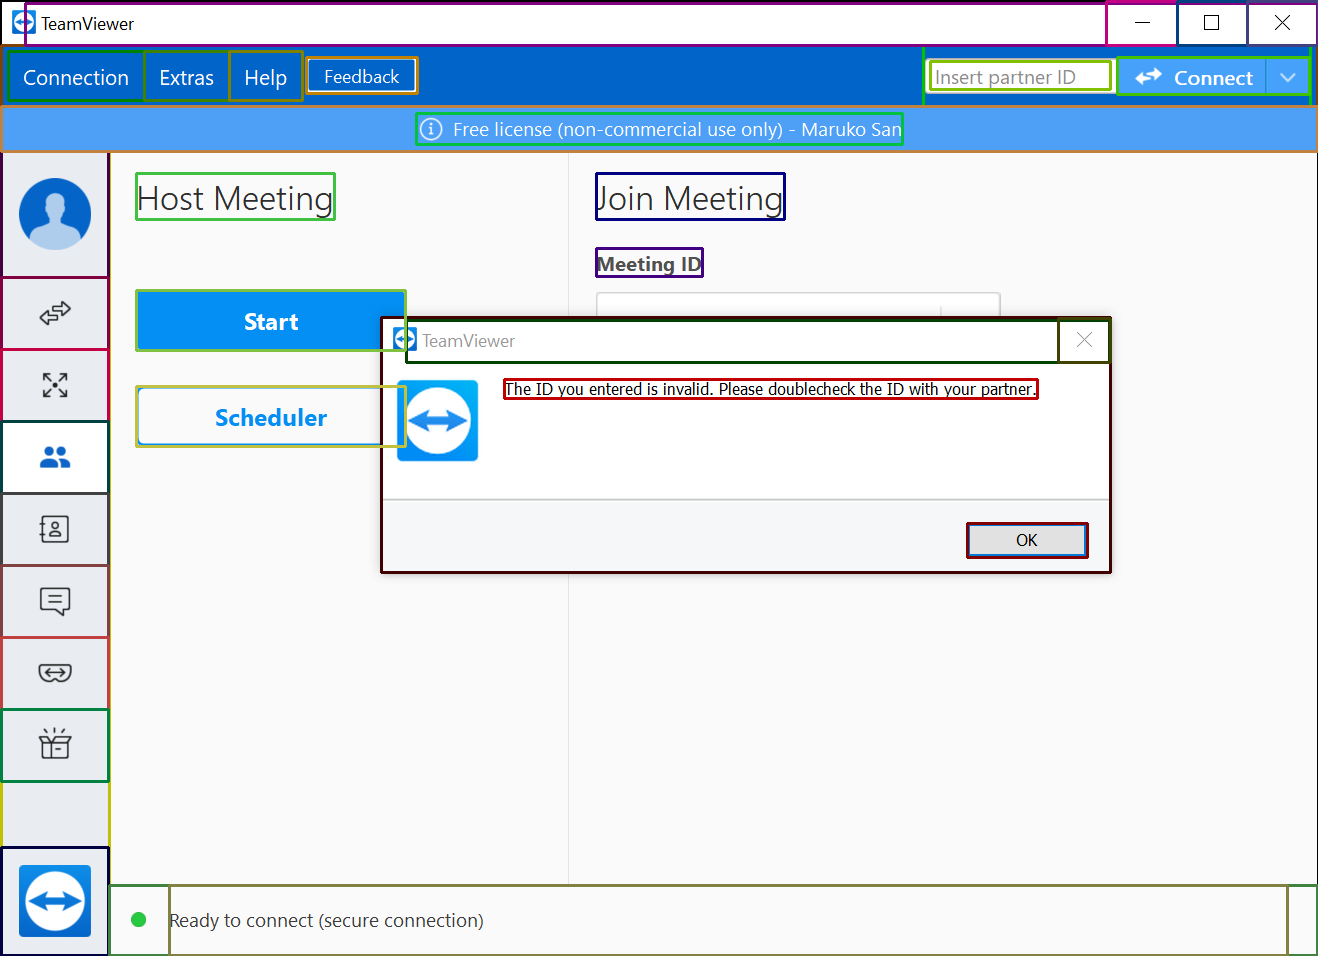 TeamViewer
Connection Extras Help Feedback
Insert partner ID
Connect
Free license (non-commercial use only) - Maruko San
Host Meeting
Join Meeting
Meeting ID
Start
Scheduler
TeamViewer
The ID you entered is invalid. Please doublecheck the ID with your partner.
OK
Ready to connect (secure connection)